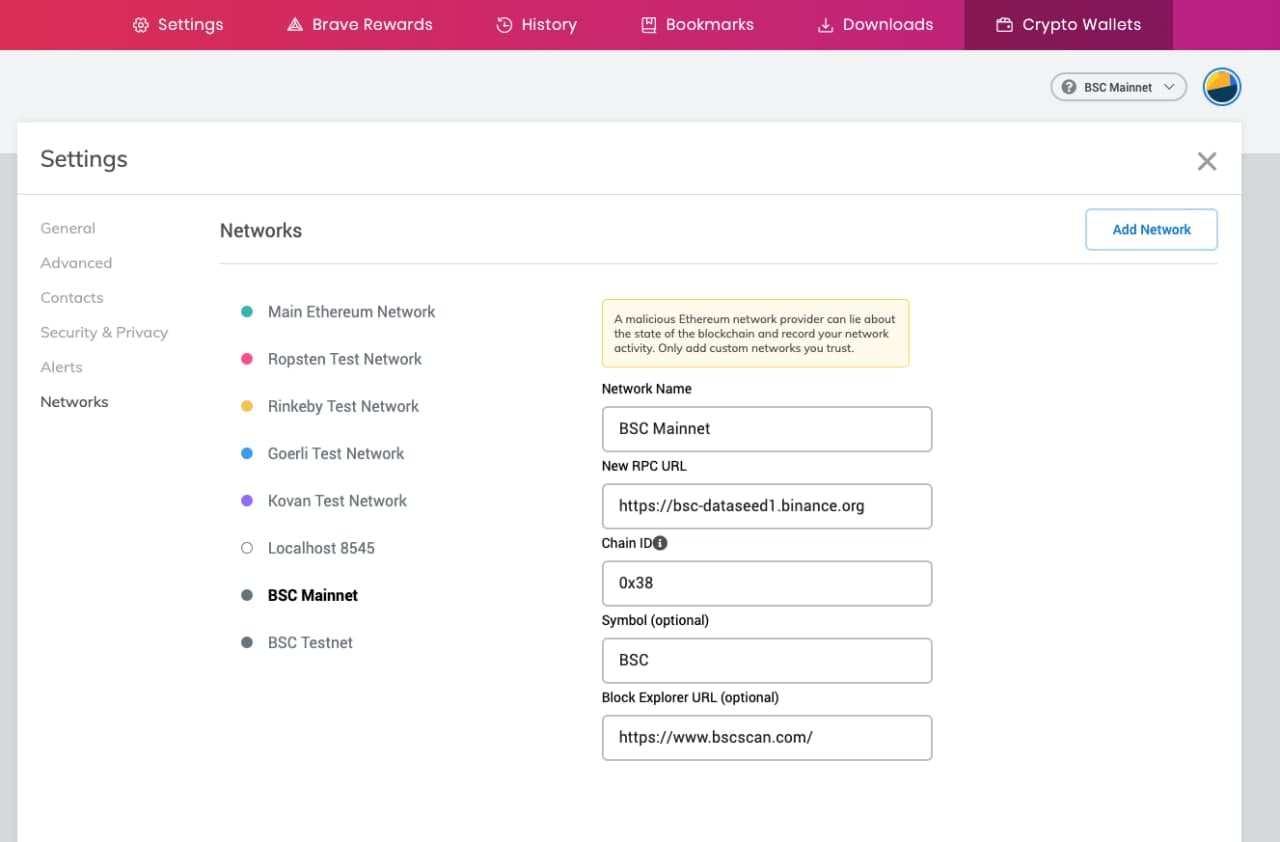 Settings
Brave Rewards
History
Bookmarks
Downloads
Crypto Wallets
BSC Mainnet
Settings
General
Advanced
Contacts
Security & Privacy
Alerts
Networks
Networks
Add Network
Main Ethereum Network
Ropsten Test Network
Rinkeby Test Network
Goerli Test Network
Kovan Test Network
Localhost 8545
BSC Mainnet
BSC Testnet
A malicious Ethereum network provider can lie about
the state of the blockchain and record your network
activity. Only add custom networks you trust.
Network Name
BSC Mainnet
New RPC URL
https://bsc-dataseed1.binance.org
Chain ID
0x38
Symbol (optional)
BSC
Block Explorer URL (optional)
https://www.bscscan.com/